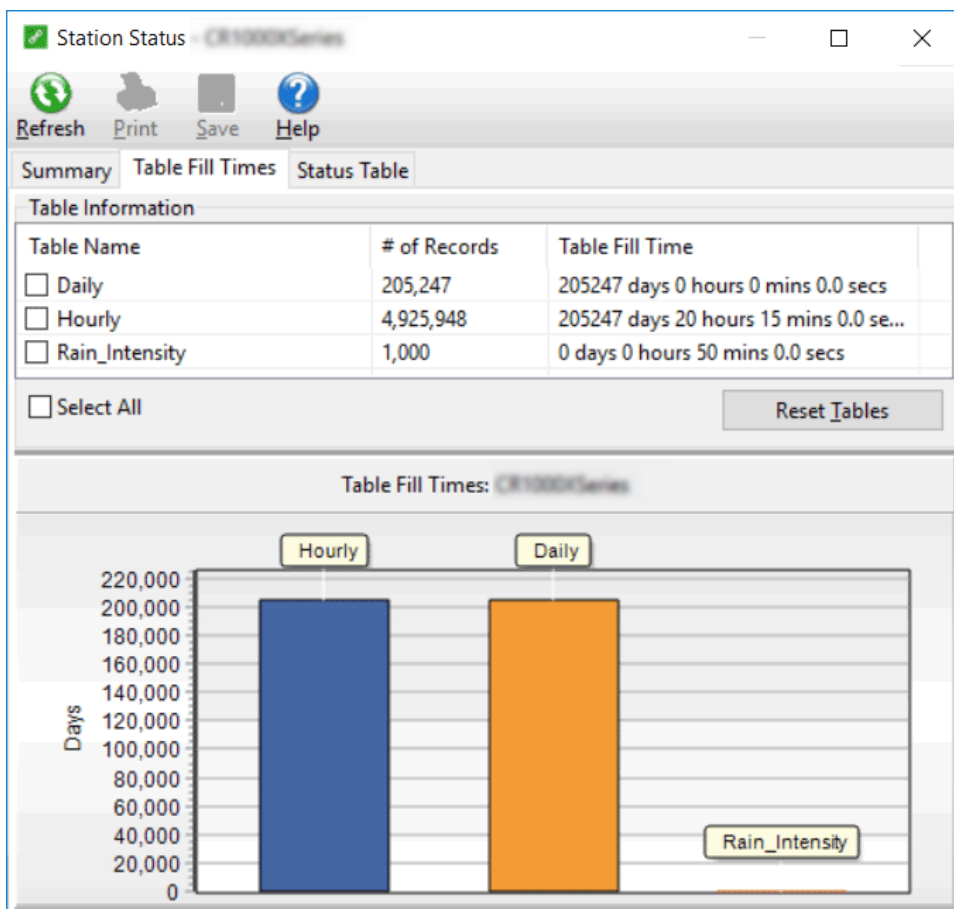 Station Status
Refresh Print Save Help
Summary Table Fill Times Status Table
Table Information
Table Name # of Records Table Fill Time
Daily 205,247 205247 days 0 hours 0 mins 0.0 secs
Hourly 4,925,948 205247 days 20 hours 15 mins 0.0 se...
Rain_Intensity 1,000 0 days 0 hours 50 mins 0.0 secs
Select All Reset Tables
Table Fill Times:
Hourly Daily
220,000
200,000
180,000
160,000
140,000
120,000
Days
100,000
80,000
60,000
40,000
Rain_Intensity
20,000
0